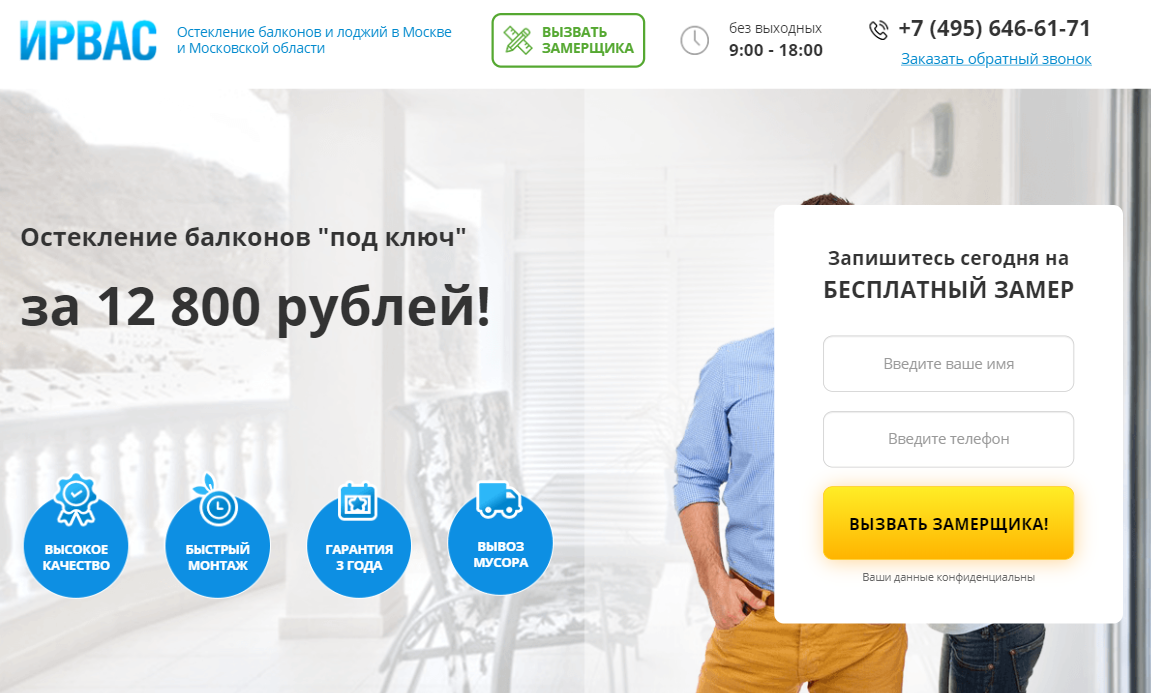 ИРВАС
Остекление балконов и лоджий в Москве
и Московской области
ВЫЗВАТЬ
ЗАМЕРЩИКА
без выходных
9:00 - 18:00
+7 (495) 646-61-71
Заказать обратный звонок
Остекление балконов "под ключ"
за 12 800 рублей!
ВЫСОКОЕ
КАЧЕСТВО
БЫСТРЫЙ
МОНТАЖ
ГАРАНТИЯ
3 ГОДА
ВЫВОЗ
МУСОРА
Запишитесь сегодня на
БЕСПЛАТНЫЙ ЗАМЕР
Введите ваше имя
Введите телефон
ВЫЗВАТЬ ЗАМЕРЩИКА!
Ваши данные конфиденциальны